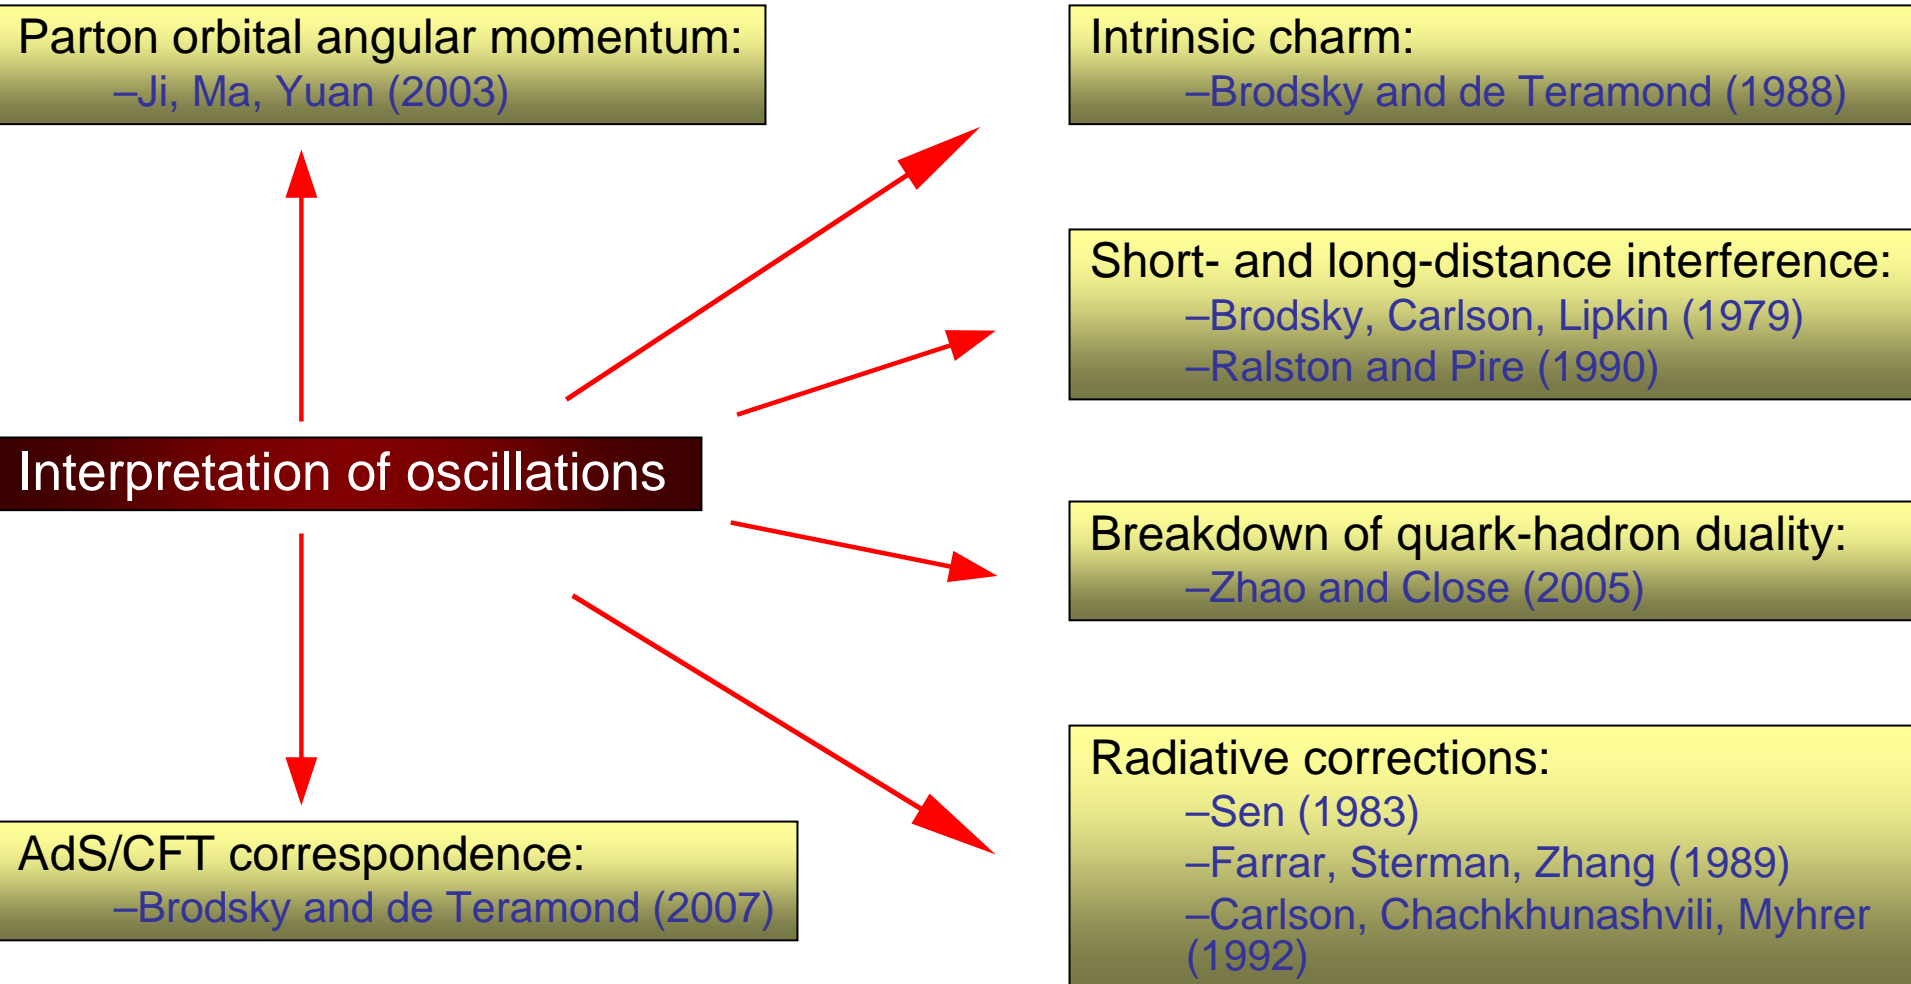 Parton orbital angular momentum:
–Ji, Ma, Yuan (2003)
Intrinsic charm:
–Brodsky and de Teramond (1988)
Short- and long-distance interference:
–Brodsky, Carlson, Lipkin (1979)
–Ralston and Pire (1990)
Interpretation of oscillations
Breakdown of quark-hadron duality:
–Zhao and Close (2005)
AdS/CFT correspondence:
–Brodsky and de Teramond (2007)
Radiative corrections:
–Sen (1983)
–Farrar, Sterman, Zhang (1989)
–Carlson, Chachkhunashvili, Myhrer
(1992)